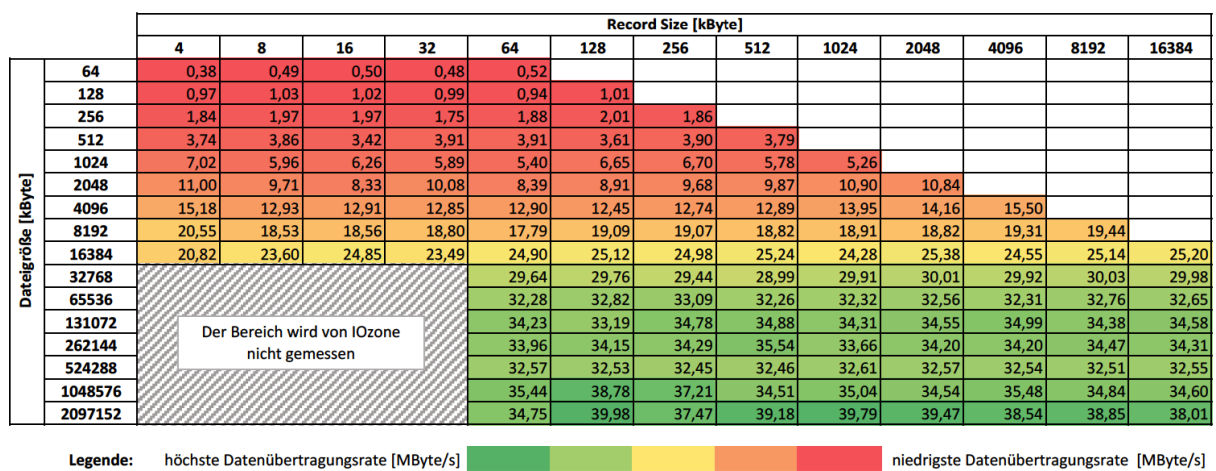 Record Size [kByte]
4 8 16 32 64 128 256 512 1024 2048 4096 8192 16384
Dateigröße [kByte]
64 0,38 0,49 0,50 0,48 0,52
128 0,97 1,03 1,02 0,99 0,94 1,01
256 1,84 1,97 1,97 1,75 1,88 2,01 1,86
512 3,74 3,86 3,42 3,91 3,91 3,61 3,90 3,79
1024 7,02 5,96 6,26 5,89 5,40 6,65 6,70 5,78 5,26
2048 11,00 9,71 8,33 10,08 8,39 8,91 9,68 9,87 10,90 10,84
4096 15,18 12,93 12,91 12,85 12,90 12,45 12,74 12,89 13,95 14,16 15,50
8192 20,55 18,53 18,56 18,80 17,79 19,09 19,07 18,82 18,91 18,82 19,31 19,44
16384 20,82 23,60 24,85 23,49 24,90 25,12 24,98 25,24 24,28 25,38 24,55 25,14 25,20
32768 29,64 29,76 29,44 28,99 29,91 30,01 29,92 30,03 29,98
65536 32,28 32,82 33,09 32,26 32,32 32,56 32,31 32,76 32,65
131072 34,23 33,19 34,78 34,88 34,31 34,55 34,99 34,38 34,58
262144 33,96 34,15 34,29 35,54 33,66 34,20 34,20 34,47 34,31
524288 32,57 32,53 32,45 32,46 32,61 32,57 32,54 32,51 32,55
1048576 35,44 38,78 37,21 34,51 35,04 34,54 35,48 34,84 34,60
2097152 34,75 39,98 37,47 39,18 39,79 39,47 38,54 38,85 38,01
Der Bereich wird von IOzone
nicht gemessen
Legende: höchste Datenübertragungsrate [MByte/s] niedrigste Datenübertragungsrate [MByte/s]